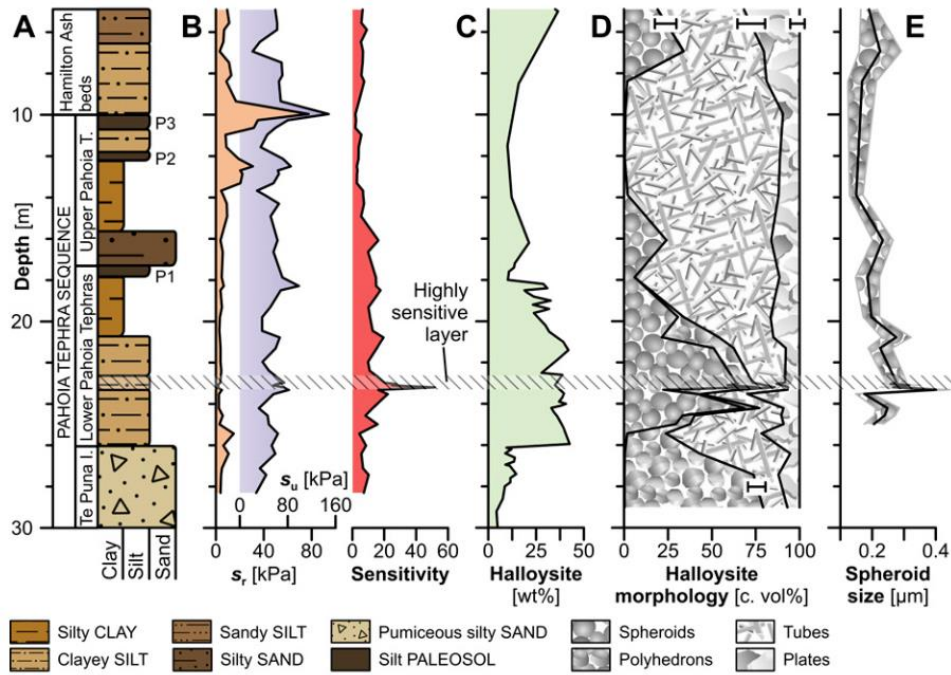 A
B
C
D
E
Depth [m]
10
20
30
Hamilton Ash
beds
PAHOIA TEPHRA SEQUENCE
Upper Pahoia T.
Lower Pahoia Tephras
Te Puna I.
P3
P2
P1
Clay
Silt
Sand
Highly
sensitive
layer
su [kPa]
0 80 160
0 40 80
sr [kPa]
0 20 40 60
Sensitivity
0 50
Halloysite
[wt%]
0 25 50 75 100
Halloysite
morphology [c. vol%]
0.2 0.4
Spheroid
size [µm]
Silty CLAY
Sandy SILT
Pumiceous silty SAND
Spheroids
Tubes
Clayey SILT
Silty SAND
Silt PALEOSOL
Polyhedrons
Plates